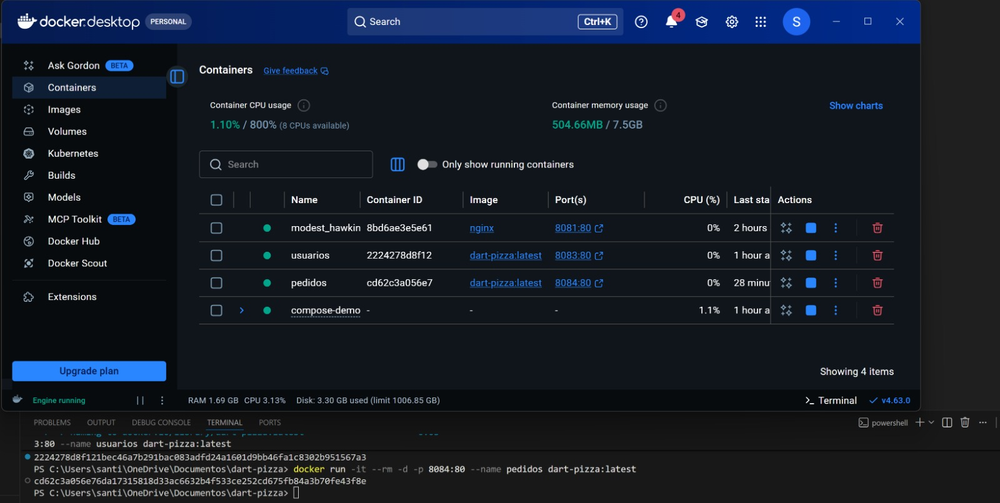 docker.desktop PERSONAL Search Ctrl+K 4 S
Ask Gordon BETA
Containers
Images
Volumes
Kubernetes
Builds
Models
MCP Toolkit BETA
Docker Hub
Docker Scout
Extensions
Upgrade plan
Containers Give feedback
Container CPU usage
1.10% / 800% (8 CPUs available)
Container memory usage
504.66MB / 7.5GB
Show charts
Search
Only show running containers
Name Container ID Image Port(s) CPU (%) Last sta Actions
modest_hawkin 8bd6ae3e5e61 nginx 8081:80 0% 2 hours
usuarios 2224278d8f12 dart-pizza:latest 8083:80 0% 1 hour a
pedidos cd62c3a056e7 dart-pizza:latest 8084:80 0% 28 minu
compose-demo - - - 1.1% 1 hour a
Showing 4 items
Engine running RAM 1.69 GB CPU 3.13% Disk: 3.30 GB used (limit 1006.85 GB) >_ Terminal v4.63.0
PROBLEMS OUTPUT DEBUG CONSOLE TERMINAL PORTS powershell
3:80 --name usuarios dart-pizza:latest
2224278d8f121bec46a7b291bac083adfd24a1601d9bb46fa1c8302b951567a3
PS C:\Users\santi\OneDrive\Documentos\dart-pizza> docker run -it --rm -d -p 8084:80 --name pedidos dart-pizza:latest
cd62c3a056e76da17315818d33ac6632b4f533ce252cd675fb84a3b70fe43f8e
PS C:\Users\santi\OneDrive\Documentos\dart-pizza>